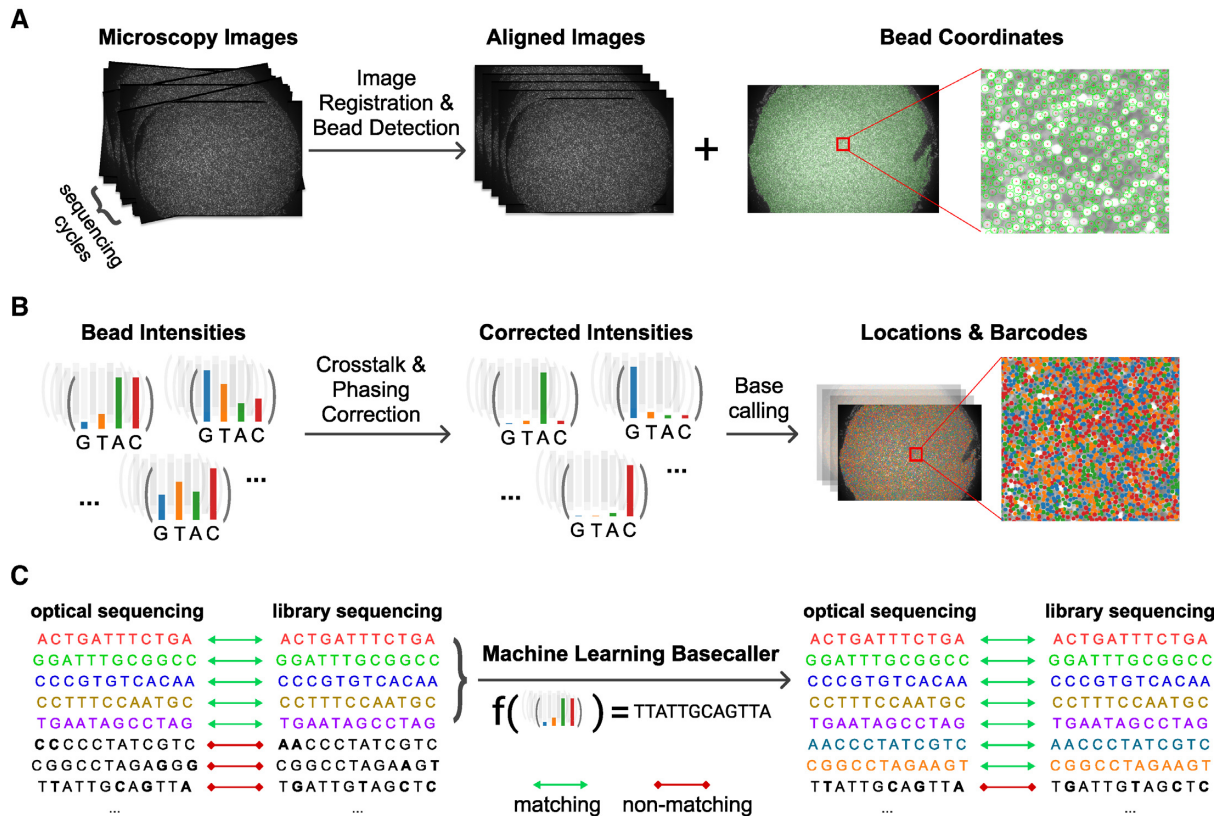 A
Microscopy Images
Aligned Images
Bead Coordinates
Image
Registration &
Bead Detection
+
sequencing
cycles
B
Bead Intensities
Corrected Intensities
Locations & Barcodes
Crosstalk &
Phasing
Correction
Base
calling
G T A C
G T A C
G T A C
...
...
G T A C
G T A C
G T A C
...
...
C
optical sequencing
library sequencing
ACTGATTTCTGA ACTGATTTCTGA
GGATTTGCGGCC GGATTTGCGGCC
CCCGTGTCACAA CCCGTGTCACAA
CCTTTCCAATGC CCTTTCCAATGC
TGAATAGCCTAG TGAATAGCCTAG
CCCCCTATCGTC AACCCTATCGTC
CGGCCTAGAGGG CGGCCTAGAAGT
TTATTGCAGTTA TGATTGTAGCTC
... ...
Machine Learning Basecaller
f( ) = TTATTGCAGTTA
matching
non-matching
optical sequencing
library sequencing
ACTGATTTCTGA ACTGATTTCTGA
GGATTTGCGGCC GGATTTGCGGCC
CCCGTGTCACAA CCCGTGTCACAA
CCTTTCCAATGC CCTTTCCAATGC
TGAATAGCCTAG TGAATAGCCTAG
AACCCTATCGTC AACCCTATCGTC
CGGCCTAGAAGT CGGCCTAGAAGT
TTATTGCAGTTA TGATTGTAGCTC
... ...